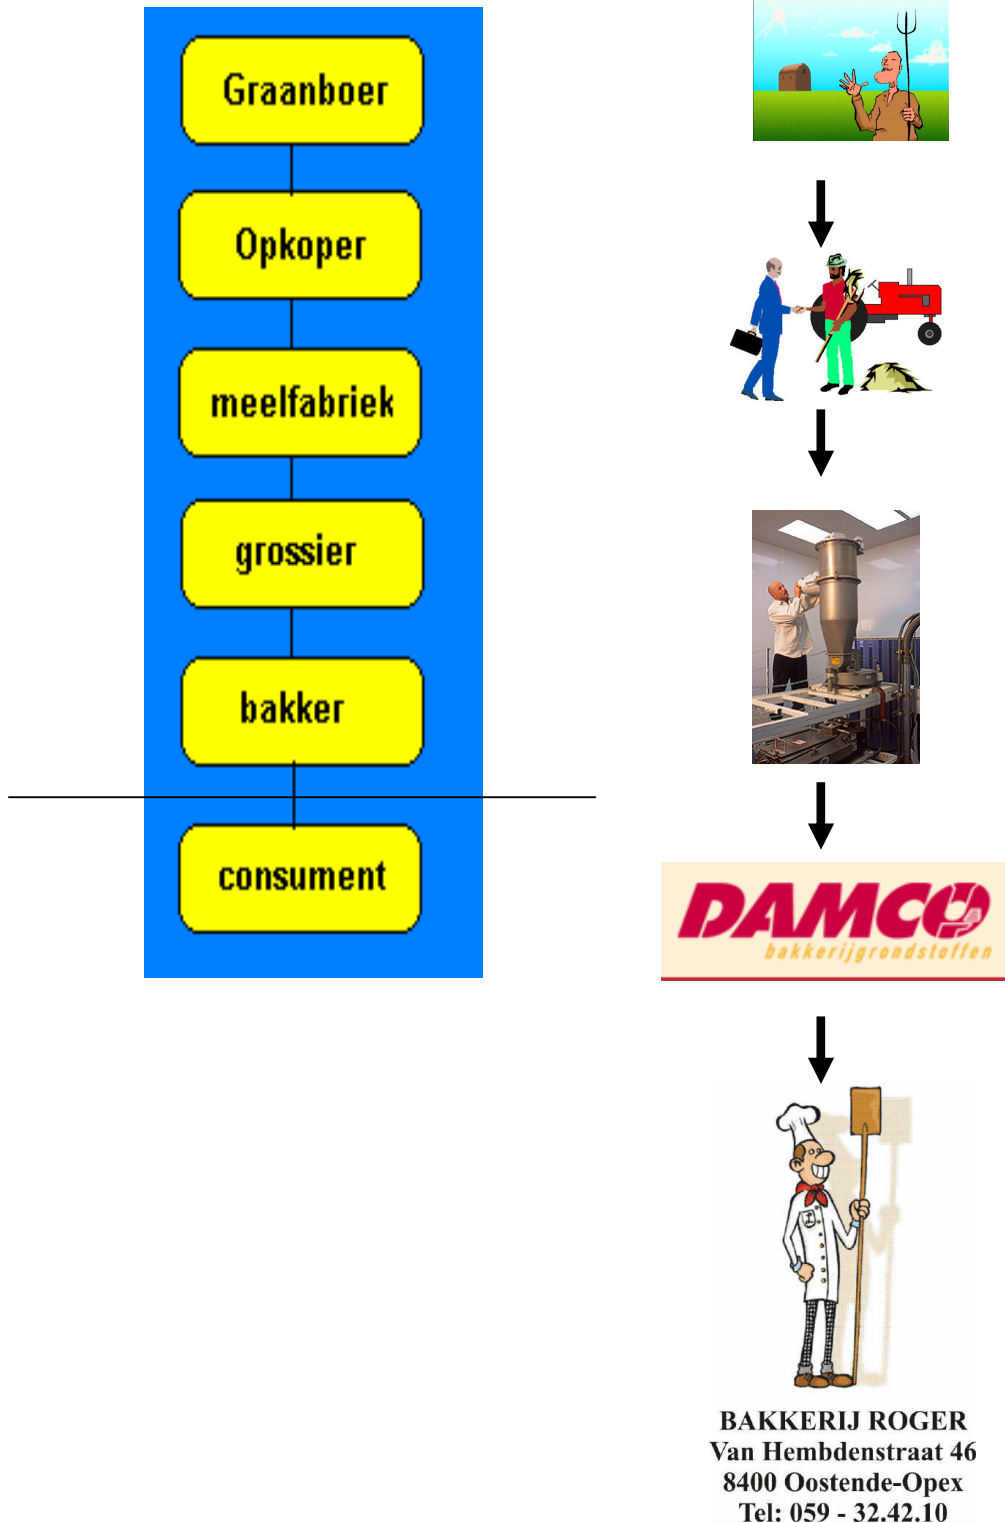 Graanboer
Opkoper
meelfabriek
grossier
bakker
consument
DAMCO
bakkerijgrondstoffen
BAKKERIJ ROGER
Van Hembdenstraat 46
8400 Oostende-Opex
Tel: 059 - 32.42.10